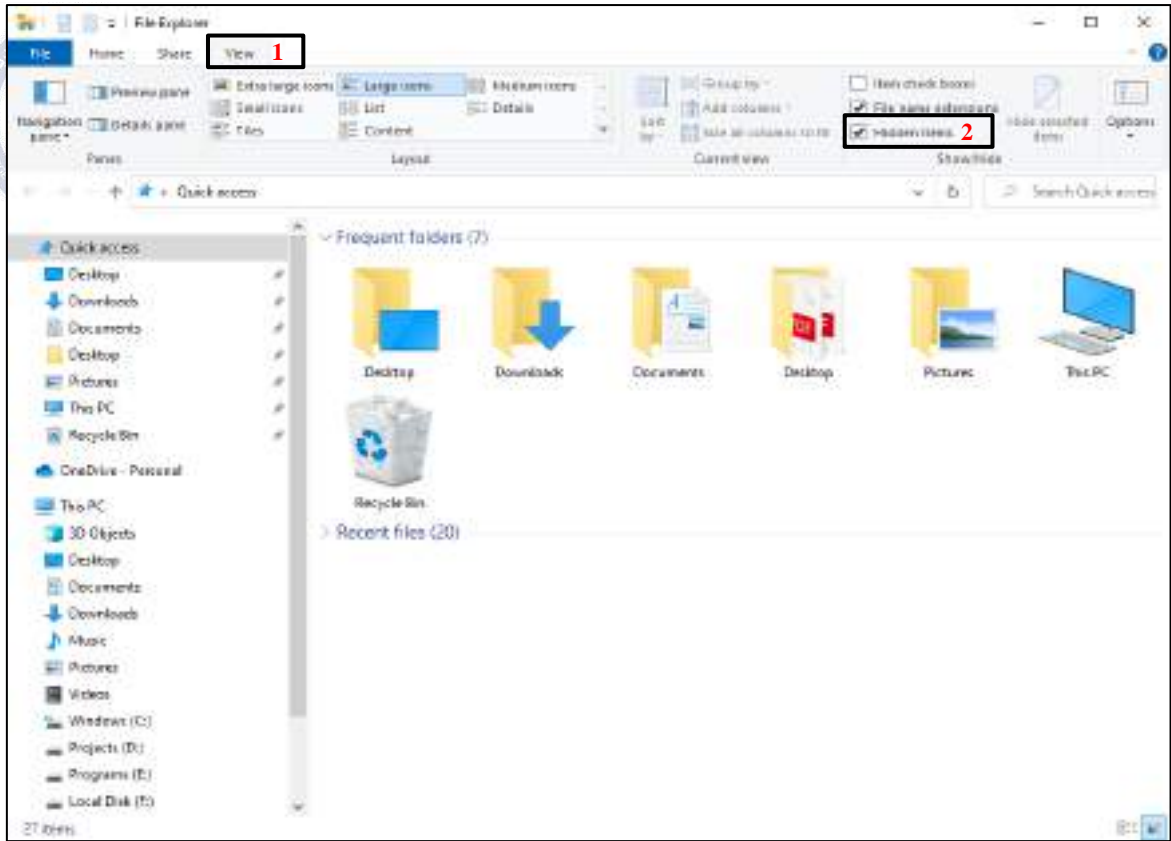 File Explorer
File Home Share View 1
Navigation pane
Preview pane
Details pane
Panes
Extra large icons Large icons Medium icons
Small icons List Details
Tiles Content
Layout
Sort by
Group by
Add columns
Size all columns to fit
Current view
Item check boxes
File name extensions
Hidden items 2
Hide selected items
Show/hide
Options
Quick access
Search Quick access
Quick access
Desktop
Downloads
Documents
Desktop
Pictures
This PC
Recycle Bin
OneDrive - Personal
This PC
3D Objects
Desktop
Documents
Downloads
Music
Pictures
Videos
Windows (C:)
Projects (D:)
Programs (E:)
Local Disk (F:)
Frequent folders (7)
Desktop Downloads Documents Desktop Pictures This PC
PDF
Recycle Bin
Recent files (20)
27 items